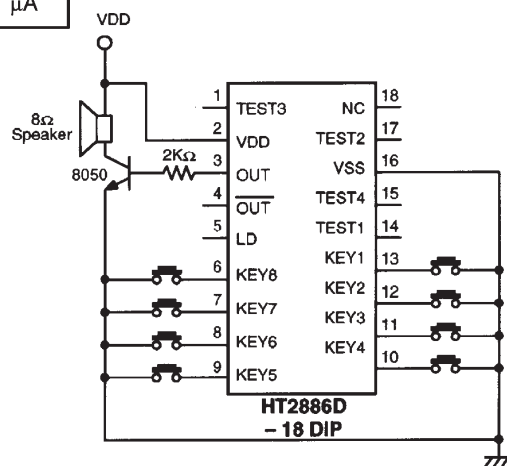 μA
VDD
8Ω
Speaker
8050
2KΩ
1
TEST3
2
VDD
3
OUT
4
OUT
5
LD
6
KEY8
7
KEY7
8
KEY6
9
KEY5
18
NC
17
TEST2
16
VSS
15
TEST4
14
TEST1
13
KEY1
12
KEY2
11
KEY3
10
KEY4
HT2886D
– 18 DIP